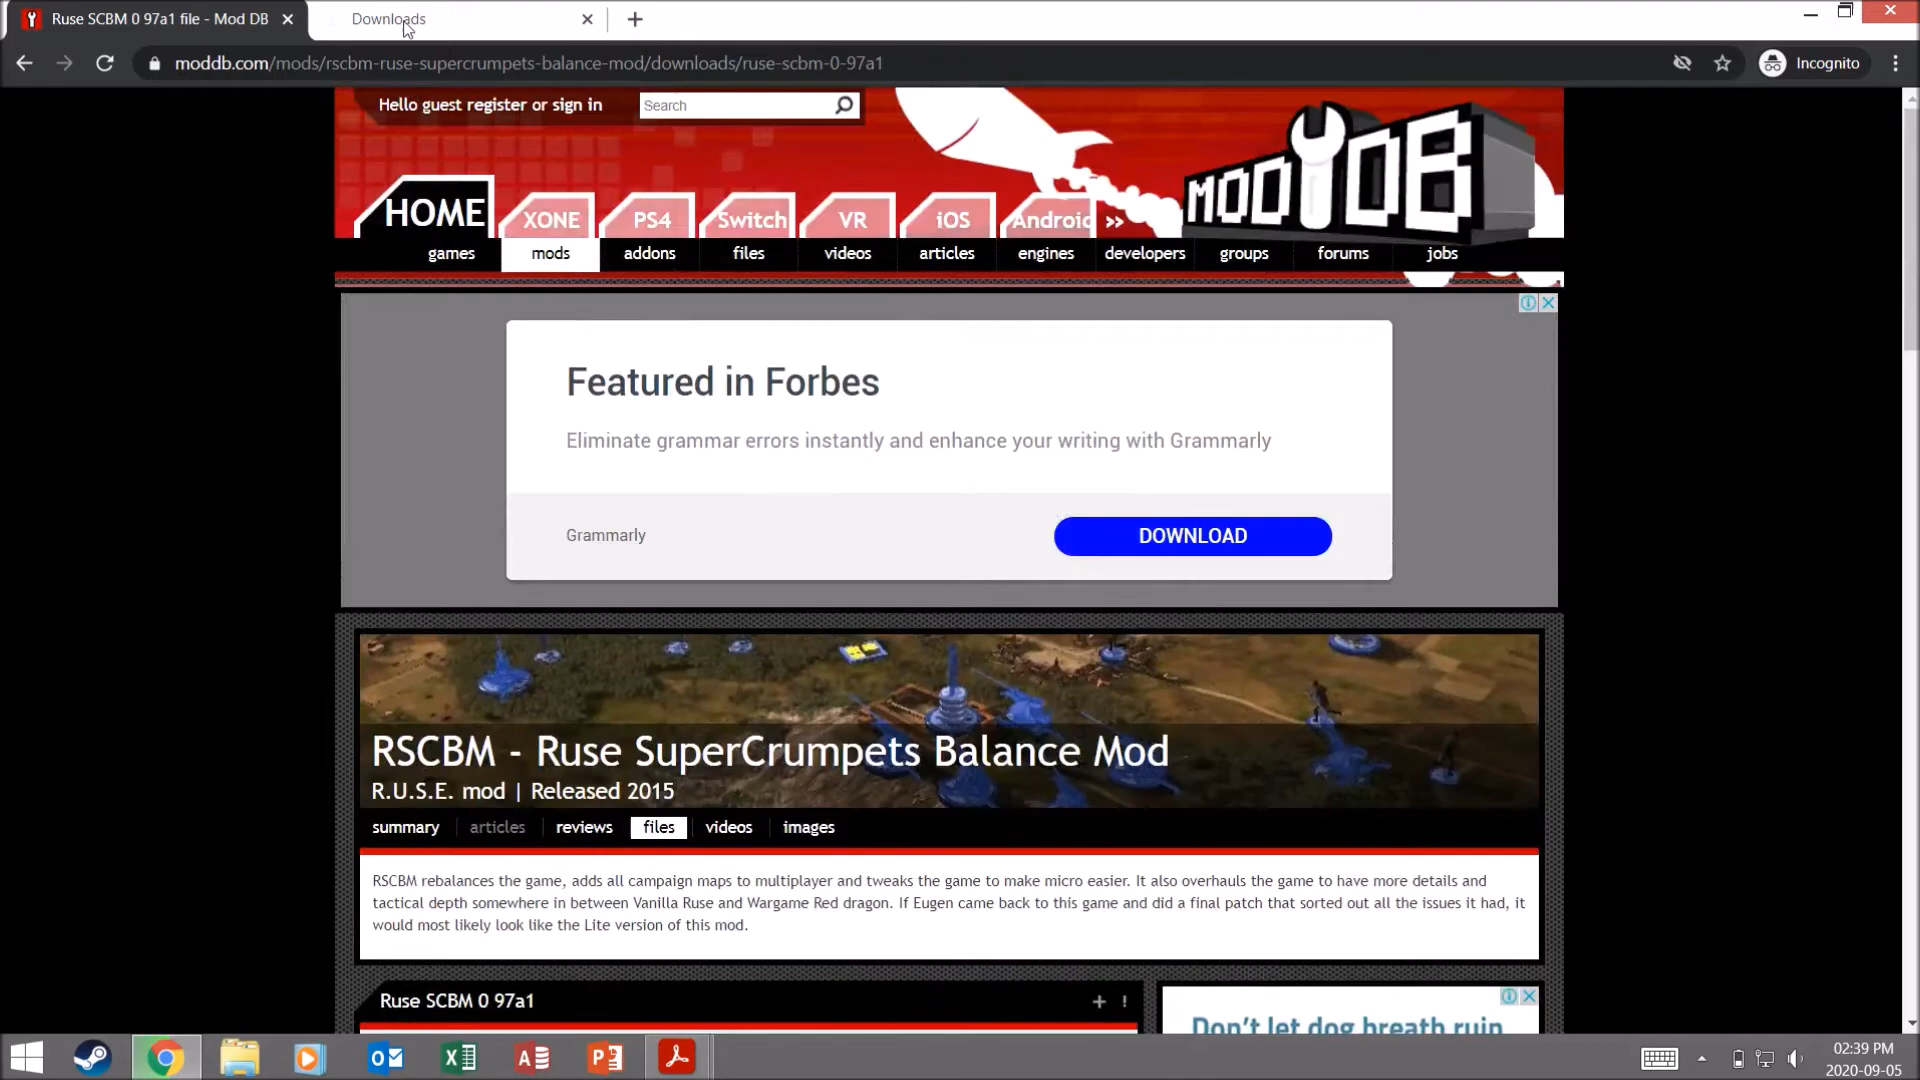 Ruse SCBM 0 97a1 file - Mod DB
Downloads
moddb.com/mods/rscbm-ruse-supercrumpets-balance-mod/downloads/ruse-scbm-0-97a1
Incognito
Hello guest register or sign in
Search
MODDB
HOME
XONE
PS4
Switch
VR
iOS
Android
»
games
mods
addons
files
videos
articles
engines
developers
groups
forums
jobs
Featured in Forbes
Eliminate grammar errors instantly and enhance your writing with Grammarly
Grammarly
DOWNLOAD
RSCBM - Ruse SuperCrumpets Balance Mod
R.U.S.E. mod | Released 2015
summary
articles
reviews
files
videos
images
RSCBM rebalances the game, adds all campaign maps to multiplayer and tweaks the game to make micro easier. It also overhauls the game to have more details and
tactical depth somewhere in between Vanilla Ruse and Wargame Red dragon. If Eugen came back to this game and did a final patch that sorted out all the issues it had, it
would most likely look like the Lite version of this mod.
Ruse SCBM 0 97a1
+ !
Don't let dog breath ruin
02:39 PM
2020-09-05